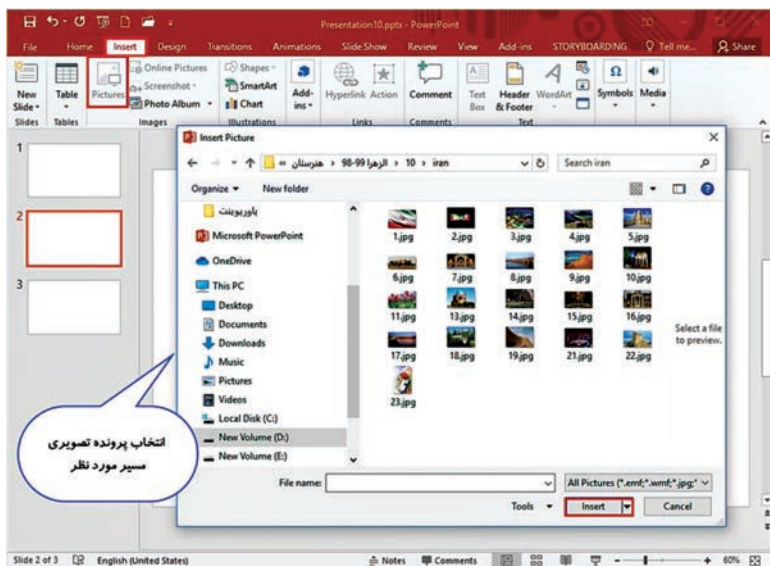 Presentation10.pptx - PowerPoint
File Home Insert Design Transitions Animations Slide Show Review View Add-ins STORYBOARDING Tell me... Share
New Slide
Table
Pictures
Online Pictures
Screenshot
Photo Album
Shapes
SmartArt
Chart
Add-ins
Hyperlink Action
Comment
Text Box
Header & Footer
WordArt
Symbols
Media
Slides Tables Images Illustrations Links Comments Text
1
2
3
Insert Picture
« هنرستان › الزهرا 99-98 › 10 › iran
Search iran
Organize New folder
پاورپوینت
Microsoft PowerPoint
OneDrive
This PC
Desktop
Documents
Downloads
Music
Pictures
Videos
Local Disk (C:)
New Volume (D:)
New Volume (E:)
1.jpg 2.jpg 3.jpg 4.jpg 5.jpg
6.jpg 7.jpg 8.jpg 9.jpg 10.jpg
11.jpg 13.jpg 14.jpg 15.jpg 16.jpg
17.jpg 18.jpg 19.jpg 21.jpg 22.jpg
23.jpg
Select a file
to preview.
انتخاب پرونده تصویری
مسیر مورد نظر
File name:
All Pictures (*.emf;*.wmf;*.jpg;*
Tools Insert Cancel
Slide 2 of 3 English (United States) Notes Comments 60%